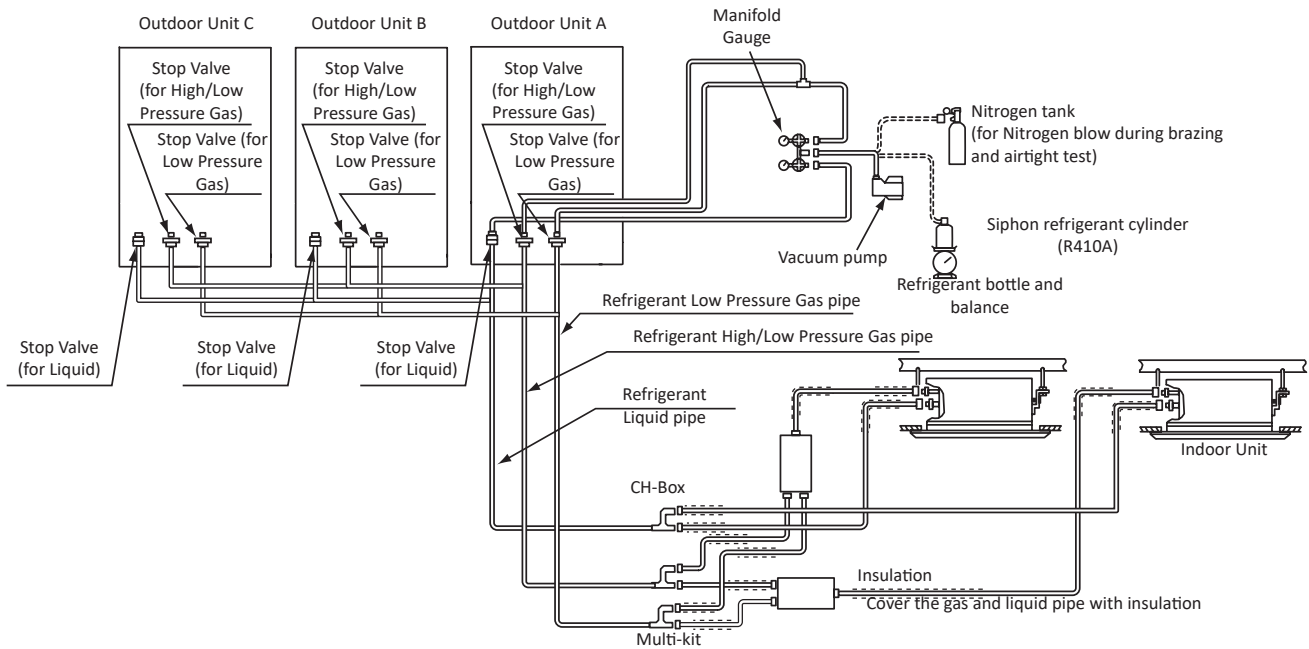 Outdoor Unit C
Outdoor Unit B
Outdoor Unit A
Manifold
Gauge
Stop Valve
(for High/Low
Pressure Gas)
Stop Valve (for
Low Pressure
Gas)
Stop Valve
(for High/Low
Pressure Gas)
Stop Valve (for
Low Pressure
Gas)
Stop Valve
(for High/Low
Pressure Gas)
Stop Valve (for
Low Pressure
Gas)
Nitrogen tank
(for Nitrogen blow during brazing
and airtight test)
Siphon refrigerant cylinder
(R410A)
Vacuum pump
Refrigerant bottle and
balance
Stop Valve
(for Liquid)
Stop Valve
(for Liquid)
Stop Valve
(for Liquid)
Refrigerant Low Pressure Gas pipe
Refrigerant High/Low Pressure Gas pipe
Refrigerant
Liquid pipe
Indoor Unit
CH-Box
Insulation
Cover the gas and liquid pipe with insulation
Multi-kit